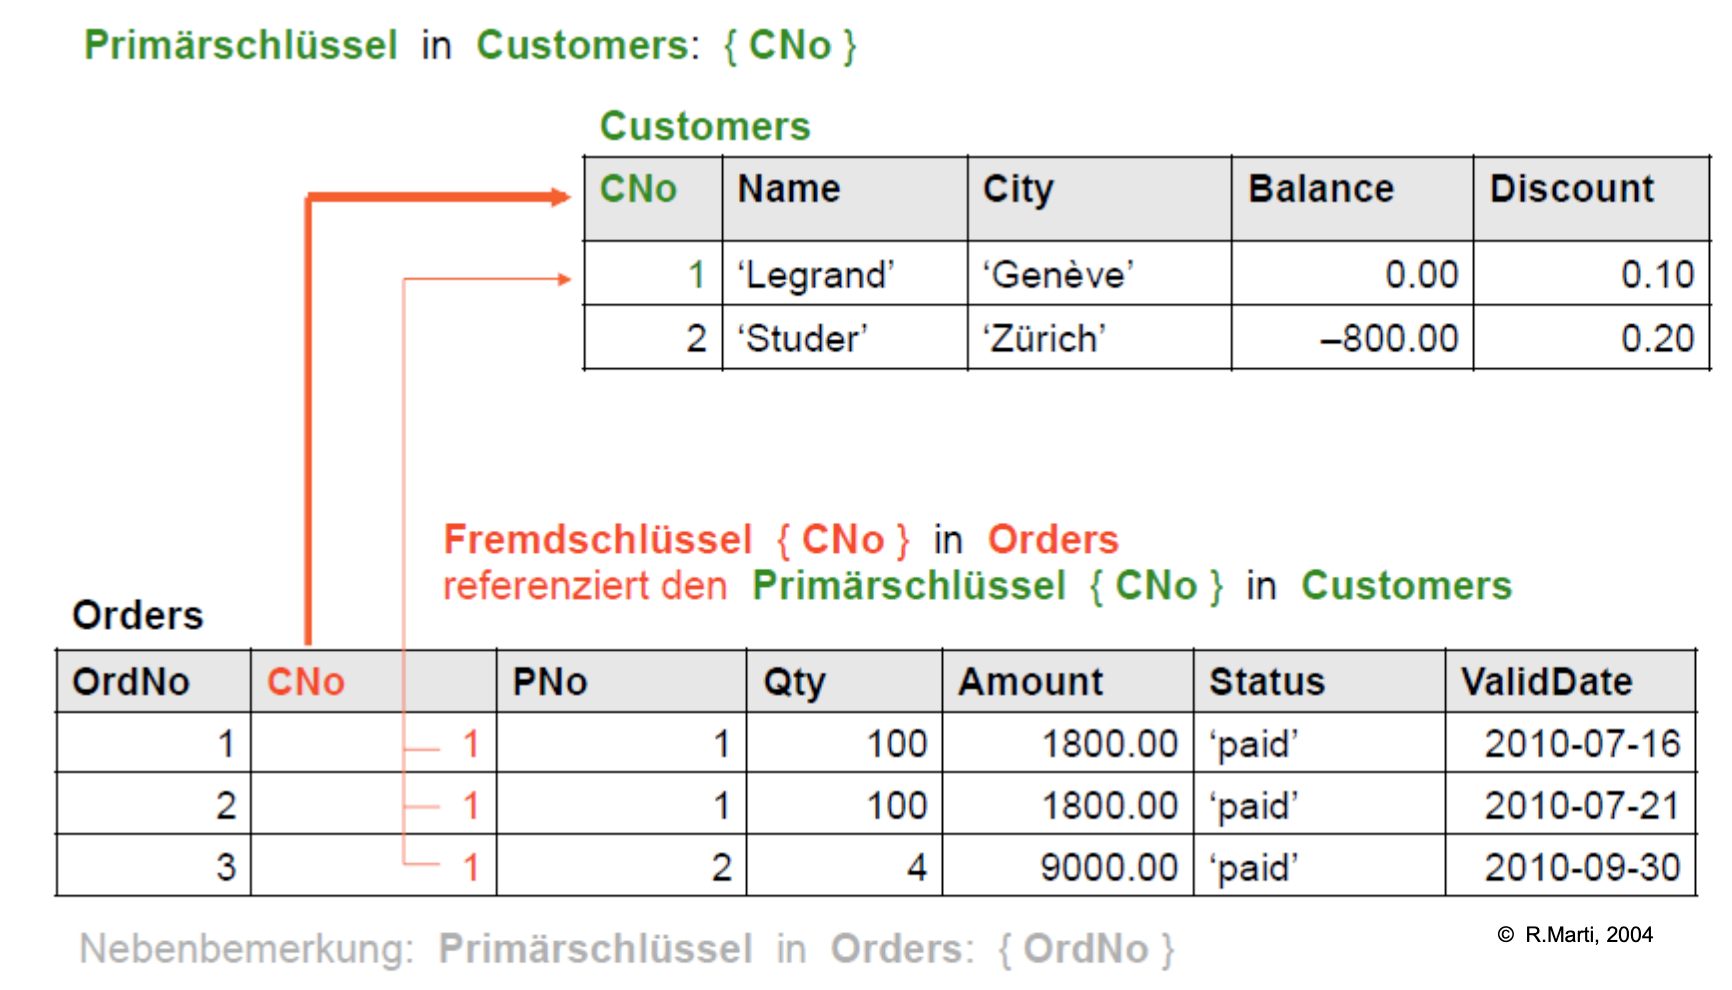 Primärschlüssel in Customers: { CNo }
Customers
CNo Name City Balance Discount
1 ‘Legrand’ ‘Genève’ 0.00 0.10
2 ‘Studer’ ‘Zürich’ –800.00 0.20
Fremdschlüssel { CNo } in Orders
referenziert den Primärschlüssel { CNo } in Customers
Orders
OrdNo CNo PNo Qty Amount Status ValidDate
1 1 1 100 1800.00 ‘paid’ 2010-07-16
2 1 1 100 1800.00 ‘paid’ 2010-07-21
3 1 2 4 9000.00 ‘paid’ 2010-09-30
Nebenbemerkung: Primärschlüssel in Orders: { OrdNo }
© R.Marti, 2004